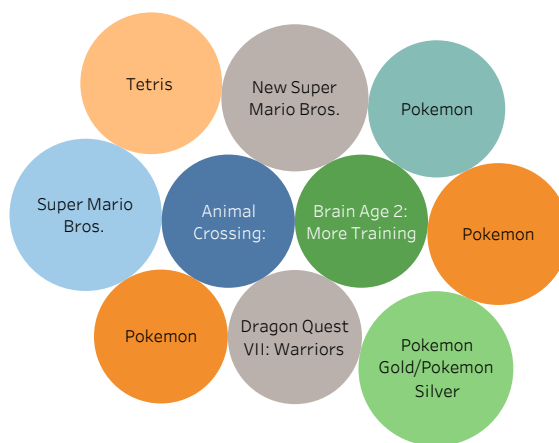 Tetris
New Super
Mario Bros.
Pokemon
Super Mario
Bros.
Animal
Crossing:
Brain Age 2:
More Training
Pokemon
Pokemon
Dragon Quest
VII: Warriors
Pokemon
Gold/Pokemon
Silver